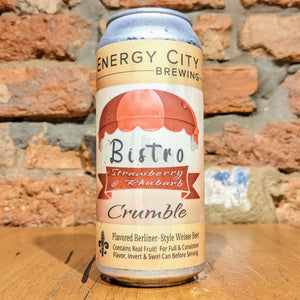 ENERGY CITY
BREWING
Bistro
Strawberry
& Rhubarb
Crumble
Flavored Berliner-Style Weisse Beer
Contains Real Fruit! For Full & Consistent
Flavor, Invert & Swirl Can Before Serving.